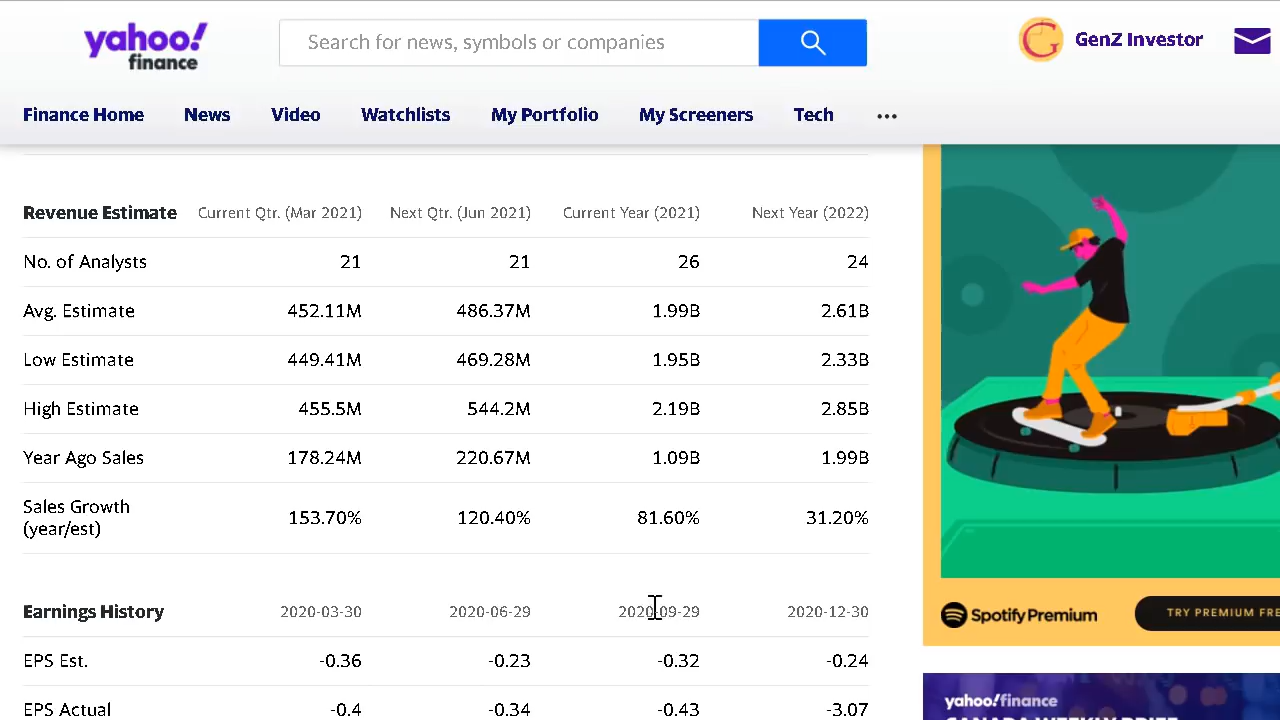 yahoo!
finance
Search for news, symbols or companies
GenZ Investor
Finance Home News Video Watchlists My Portfolio My Screeners Tech •••
Revenue Estimate Current Qtr. (Mar 2021) Next Qtr. (Jun 2021) Current Year (2021) Next Year (2022)
No. of Analysts 21 21 26 24
Avg. Estimate 452.11M 486.37M 1.99B 2.61B
Low Estimate 449.41M 469.28M 1.95B 2.33B
High Estimate 455.5M 544.2M 2.19B 2.85B
Year Ago Sales 178.24M 220.67M 1.09B 1.99B
Sales Growth
(year/est) 153.70% 120.40% 81.60% 31.20%
Earnings History 2020-03-30 2020-06-29 2020-09-29 2020-12-30
EPS Est. -0.36 -0.23 -0.32 -0.24
EPS Actual -0.4 -0.34 -0.43 -3.07
Spotify Premium
TRY PREMIUM FRE
yahoo!finance
CANADA WEEKLY BRIEF